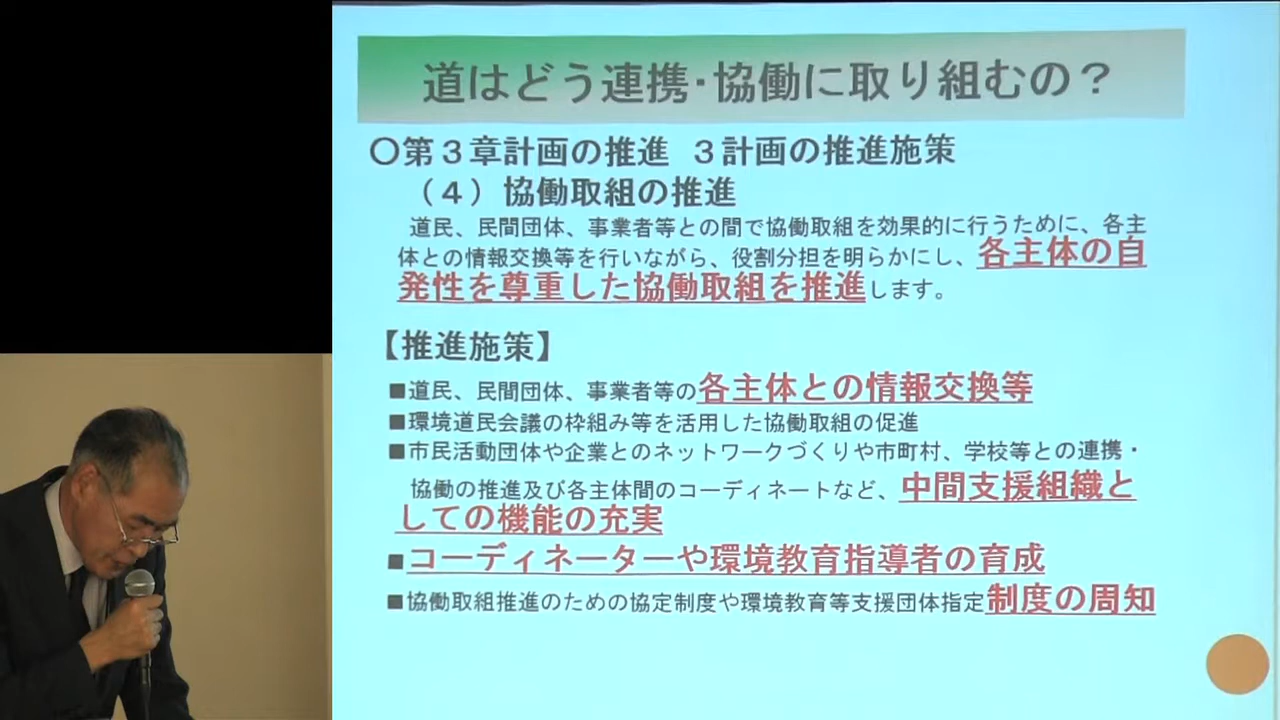 道はどう連携・協働に取り組むの？
〇第３章計画の推進　３計画の推進施策
（４）協働取組の推進
道民、民間団体、事業者等との間で協働取組を効果的に行うために、各主
体との情報交換等を行いながら、役割分担を明らかにし、各主体の自
発性を尊重した協働取組を推進します。
【推進施策】
■道民、民間団体、事業者等の各主体との情報交換等
■環境道民会議の枠組み等を活用した協働取組の促進
■市民活動団体や企業とのネットワークづくりや市町村、学校等との連携・
協働の推進及び各主体間のコーディネートなど、中間支援組織と
しての機能の充実
■コーディネーターや環境教育指導者の育成
■協働取組推進のための協定制度や環境教育等支援団体指定制度の周知